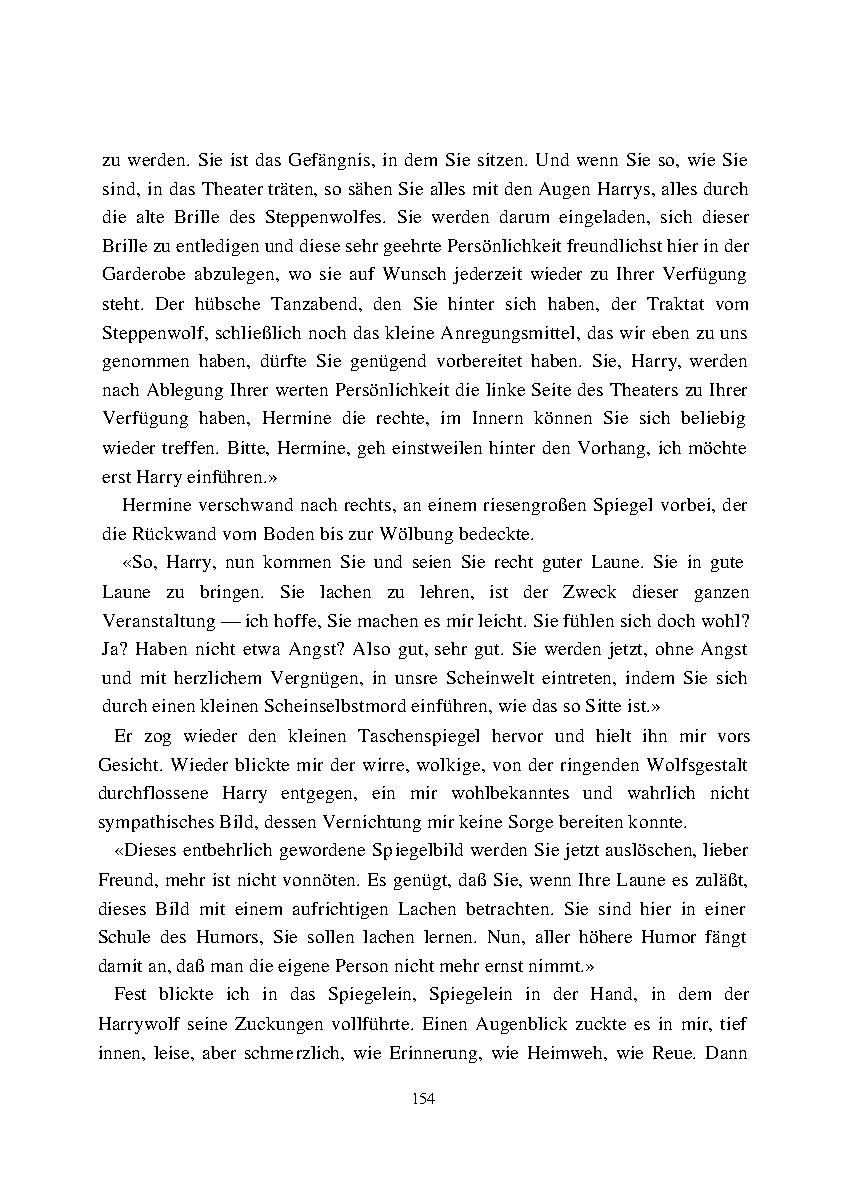 zu werden. Sie ist das Gefängnis, in dem Sie sitzen. Und wenn Sie so, wie Sie
sind, in das Theater träten, so sähen Sie alles mit den Augen Harrys, alles durch
die alte Brille des Steppenwolfes. Sie werden darum eingeladen, sich dieser
Brille zu entledigen und diese sehr geehrte Persönlichkeit freundlichst hier in der
Garderobe abzulegen, wo sie auf Wunsch jederzeit wieder zu Ihrer Verfügung
steht. Der hübsche Tanzabend, den Sie hinter sich haben, der Traktat vom
Steppenwolf, schließlich noch das kleine Anregungsmittel, das wir eben zu uns
genommen haben, dürfte Sie genügend vorbereitet haben. Sie, Harry, werden
nach Ablegung Ihrer werten Persönlichkeit die linke Seite des Theaters zu Ihrer
Verfügung haben, Hermine die rechte, im Innern können Sie sich beliebig
wieder treffen. Bitte, Hermine, geh einstweilen hinter den Vorhang, ich möchte
erst Harry einführen.»
Hermine verschwand nach rechts, an einem riesengroßen Spiegel vorbei, der
die Rückwand vom Boden bis zur Wölbung bedeckte.
«So, Harry, nun kommen Sie und seien Sie recht guter Laune. Sie in gute
Laune zu bringen. Sie lachen zu lehren, ist der Zweck dieser ganzen
Veranstaltung — ich hoffe, Sie machen es mir leicht. Sie fühlen sich doch wohl?
Ja? Haben nicht etwa Angst? Also gut, sehr gut. Sie werden jetzt, ohne Angst
und mit herzlichem Vergnügen, in unsre Scheinwelt eintreten, indem Sie sich
durch einen kleinen Scheinselbstmord einführen, wie das so Sitte ist.»
Er zog wieder den kleinen Taschenspiegel hervor und hielt ihn mir vors
Gesicht. Wieder blickte mir der wirre, wolkige, von der ringenden Wolfsgestalt
durchflossene Harry entgegen, ein mir wohlbekanntes und wahrlich nicht
sympathisches Bild, dessen Vernichtung mir keine Sorge bereiten konnte.
«Dieses entbehrlich gewordene Spiegelbild werden Sie jetzt auslöschen, lieber
Freund, mehr ist nicht vonnöten. Es genügt, daß Sie, wenn Ihre Laune es zuläßt,
dieses Bild mit einem aufrichtigen Lachen betrachten. Sie sind hier in einer
Schule des Humors, Sie sollen lachen lernen. Nun, aller höhere Humor fängt
damit an, daß man die eigene Person nicht mehr ernst nimmt.»
Fest blickte ich in das Spiegelein, Spiegelein in der Hand, in dem der
Harrywolf seine Zuckungen vollführte. Einen Augenblick zuckte es in mir, tief
innen, leise, aber schmerzlich, wie Erinnerung, wie Heimweh, wie Reue. Dann
154